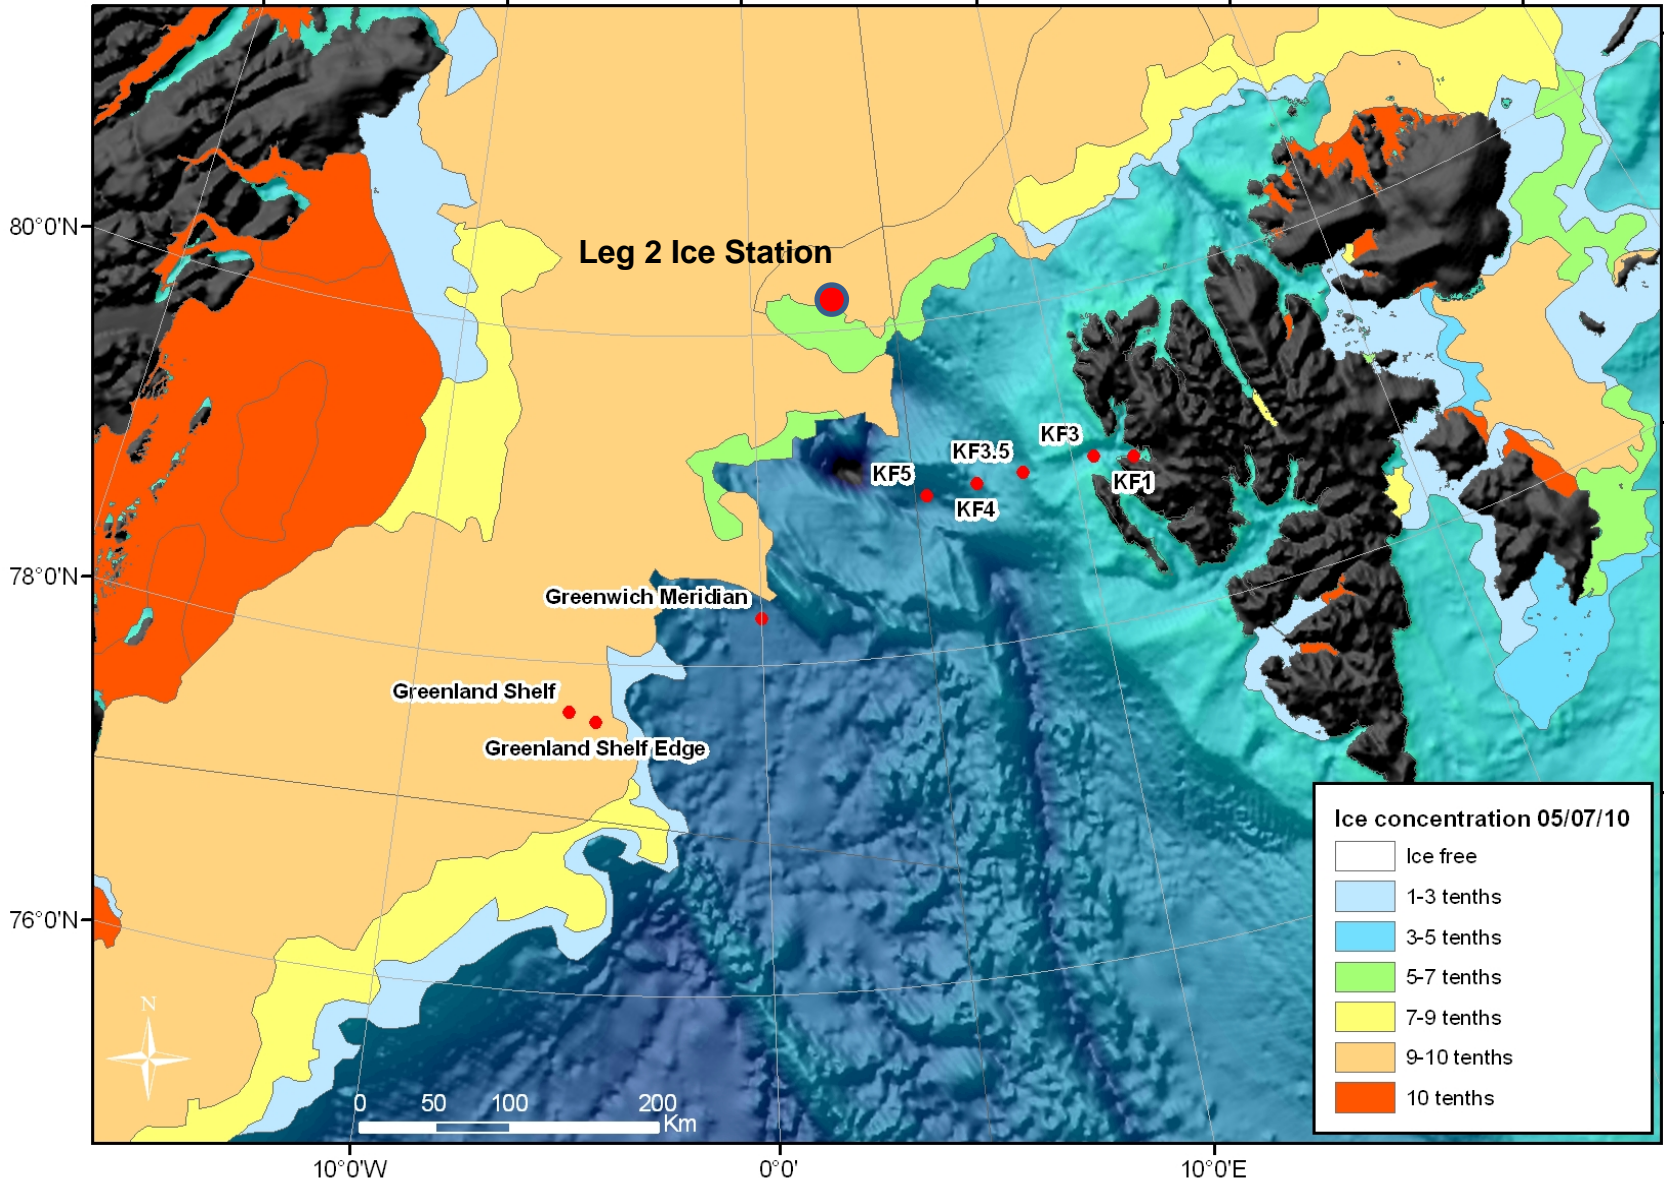 80°0'N
Leg 2 Ice Station
KF3
KF3.5
KF5
KF1
KF4
78°0'N
Greenwich Meridian
Greenland Shelf
Greenland Shelf Edge
Ice concentration 05/07/10
Ice free
1-3 tenths
3-5 tenths
5-7 tenths
7-9 tenths
9-10 tenths
10 tenths
76°0'N
N
0 50 100 200
Km
10°0'W 0°0' 10°0'E